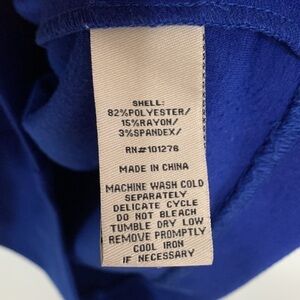 SHELL:
82%POLYESTER/
15%RAYON/
3%SPANDEX/
RN#101276
MADE IN CHINA
MACHINE WASH COLD
SEPARATELY
DELICATE CYCLE
DO NOT BLEACH
TUMBLE DRY LOW
REMOVE PROMPTLY
COOL IRON
IF NECESSARY